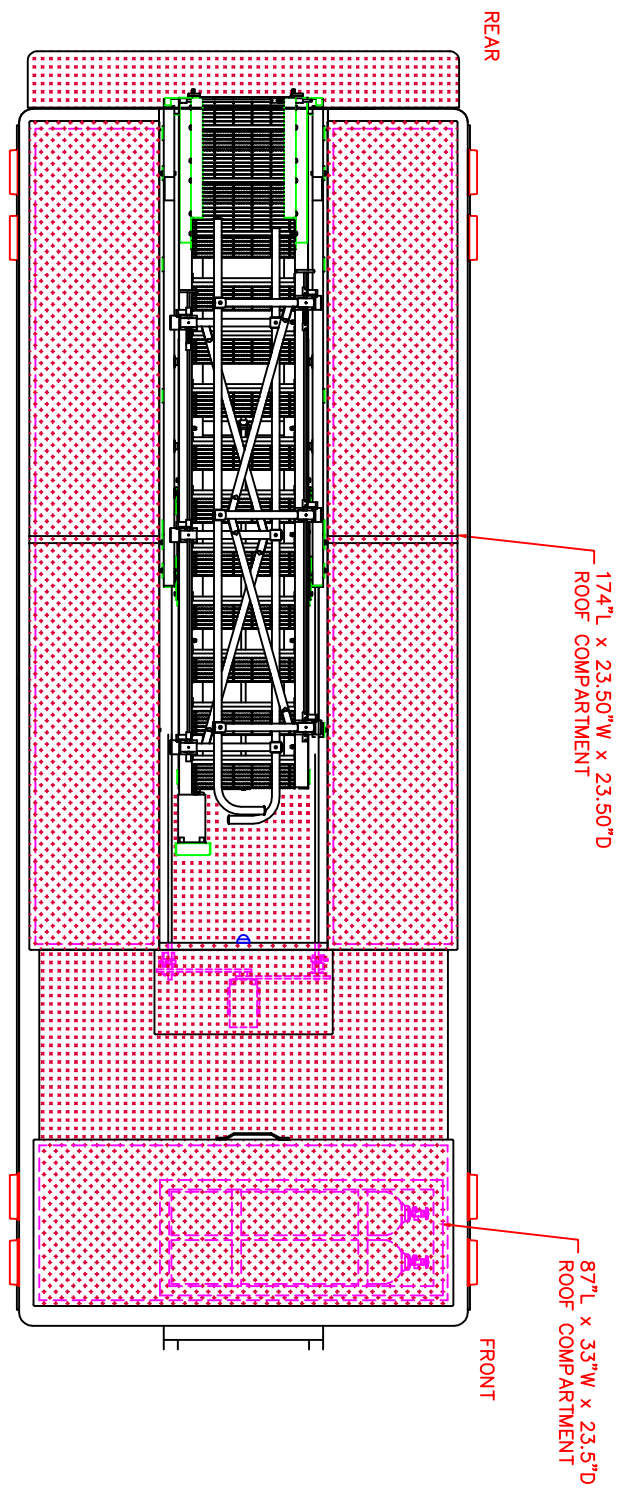 REAR
174"L x 23.50"W x 23.50"D
ROOF COMPARTMENT
87"L x 33"W x 23.5"D
ROOF COMPARTMENT
FRONT